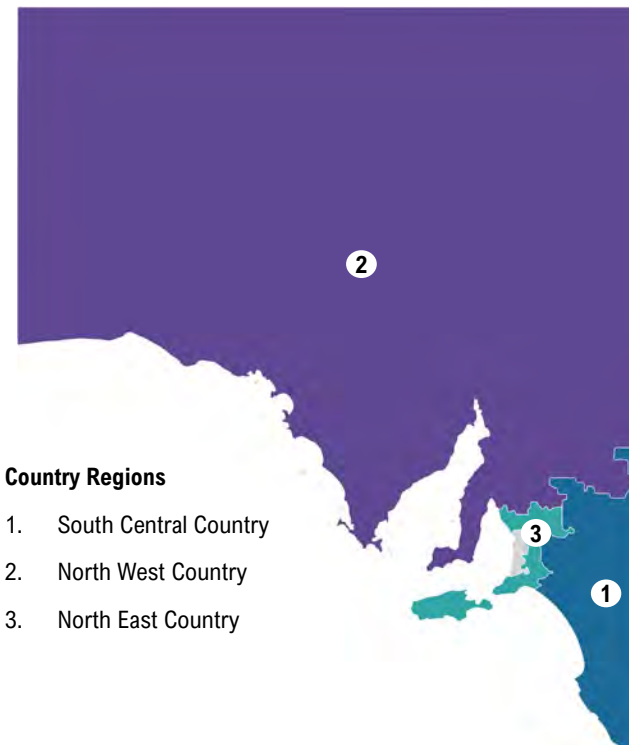 2
Country Regions
1. South Central Country
3
2. North West Country
1
3. North East Country